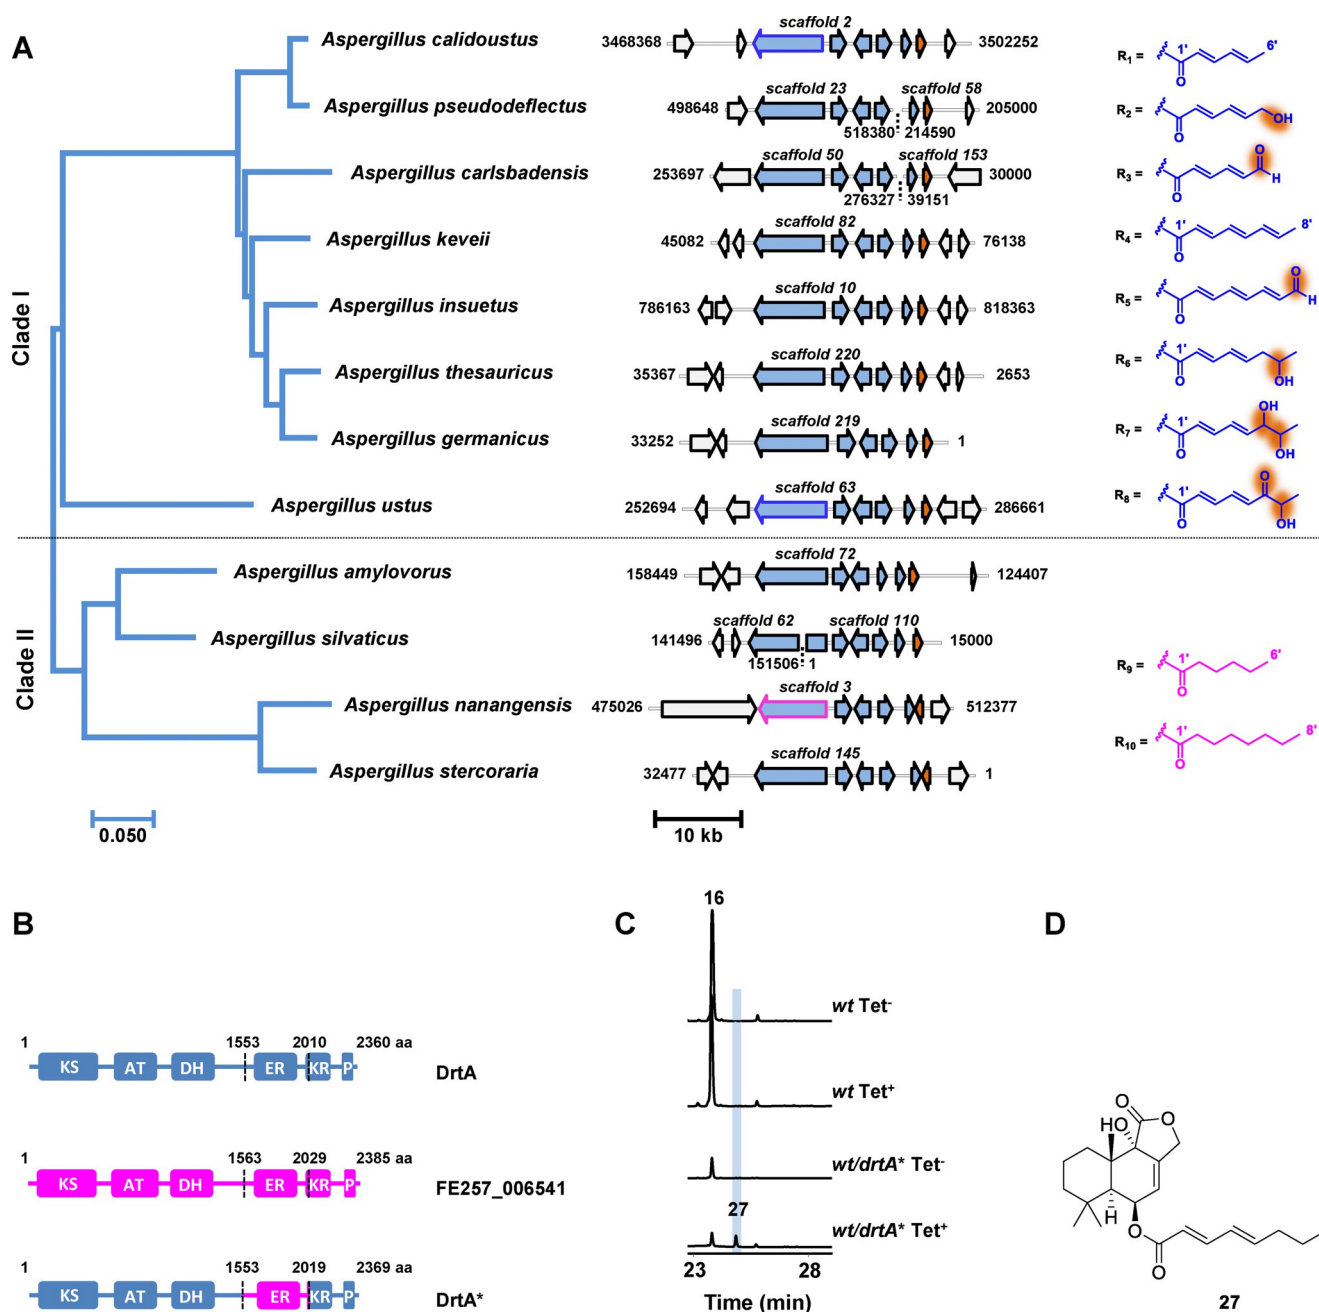 A
Clade I
Clade II
Aspergillus calidoustus
3468368
scaffold 2
3502252
Aspergillus pseudodeflectus
498648
scaffold 23
scaffold 58
205000
518380
214590
Aspergillus carlsbadensis
253697
scaffold 50
scaffold 153
30000
276327
39151
Aspergillus keveii
45082
scaffold 82
76138
Aspergillus insuetus
786163
scaffold 10
818363
Aspergillus thesauricus
35367
scaffold 220
2653
Aspergillus germanicus
33252
scaffold 219
1
Aspergillus ustus
252694
scaffold 63
286661
Aspergillus amylovorus
158449
scaffold 72
124407
Aspergillus silvaticus
141496
scaffold 62
scaffold 110
15000
151506
1
Aspergillus nanangensis
475026
scaffold 3
512377
Aspergillus stercoraria
32477
scaffold 145
1
0.050
10 kb
R1 = 1' 6' O
R2 = 1' O OH
R3 = 1' O O H
R4 = 1' 8' O
R5 = 1' O O H
R6 = 1' O OH
R7 = 1' O OH OH
R8 = 1' O O OH
R9 = 1' 6' O
R10 = 1' 8' O
B
1 1553 2010 2360 aa
KS AT DH ER KR P
DrtA
1 1563 2029 2385 aa
KS AT DH ER KR P
FE257_006541
1 1553 2019 2369 aa
KS AT DH ER KR P
DrtA*
C
16
wt Tet-
wt Tet+
wt/drtA* Tet-
27
wt/drtA* Tet+
23 28
Time (min)
D
O
HO
O
H
O
O
27